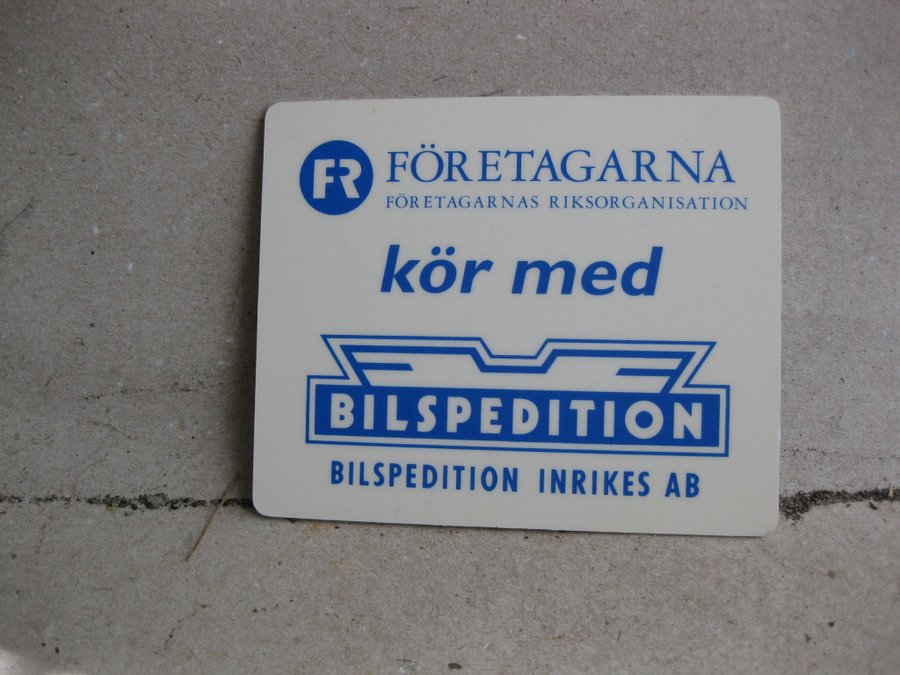 FR FÖRETAGARNA
FÖRETAGARNAS RIKSORGANISATION
kör med
BILSPEDITION
BILSPEDITION INRIKES AB